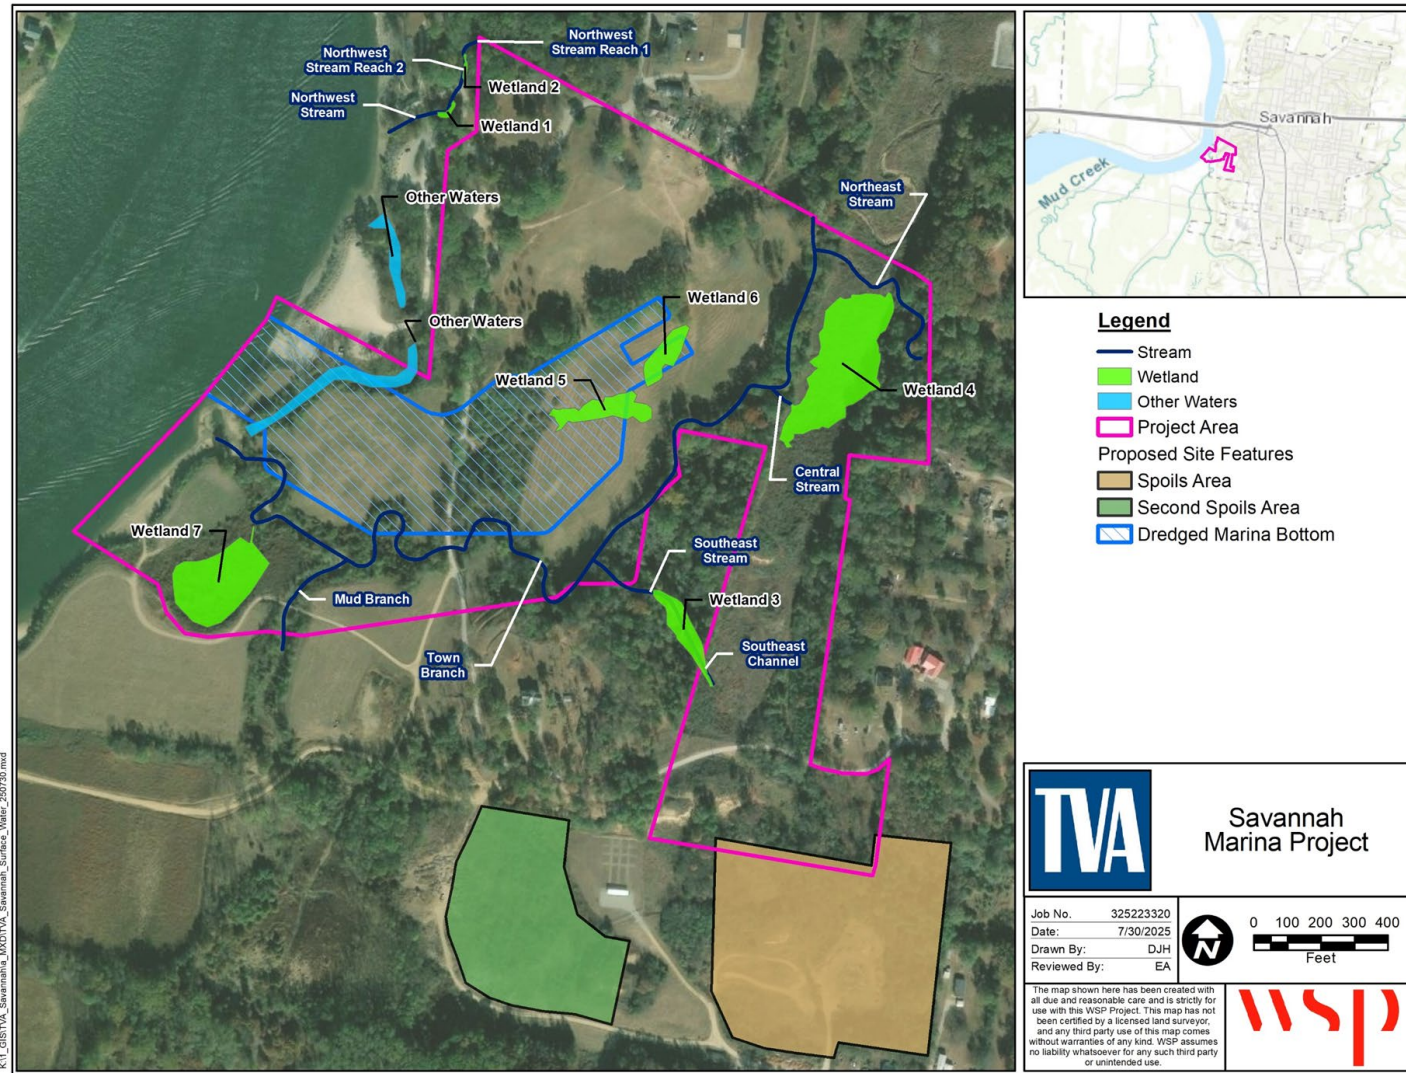 Northwest
Stream Reach 1
Northwest
Stream Reach 2
Wetland 2
Northwest
Stream
Wetland 1
Other Waters
Northeast
Stream
Other Waters
Wetland 6
Wetland 5
Wetland 4
Central
Stream
Wetland 7
Southeast
Stream
Mud Branch
Wetland 3
Town
Branch
Southeast
Channel
Savannah
Mud Creek
Legend
Stream
Wetland
Other Waters
Project Area
Proposed Site Features
Spoils Area
Second Spoils Area
Dredged Marina Bottom
TVA
Savannah
Marina Project
Job No. 325223320
Date: 7/30/2025
Drawn By: DJH
Reviewed By: EA
N
0 100 200 300 400
Feet
The map shown here has been created with
all due and reasonable care and is strictly for
use with this WSP Project. This map has not
been certified by a licensed land surveyor,
and any third party use of this map comes
without warranties of any kind. WSP assumes
no liability whatsoever for any such third party
or unintended use.
wsp